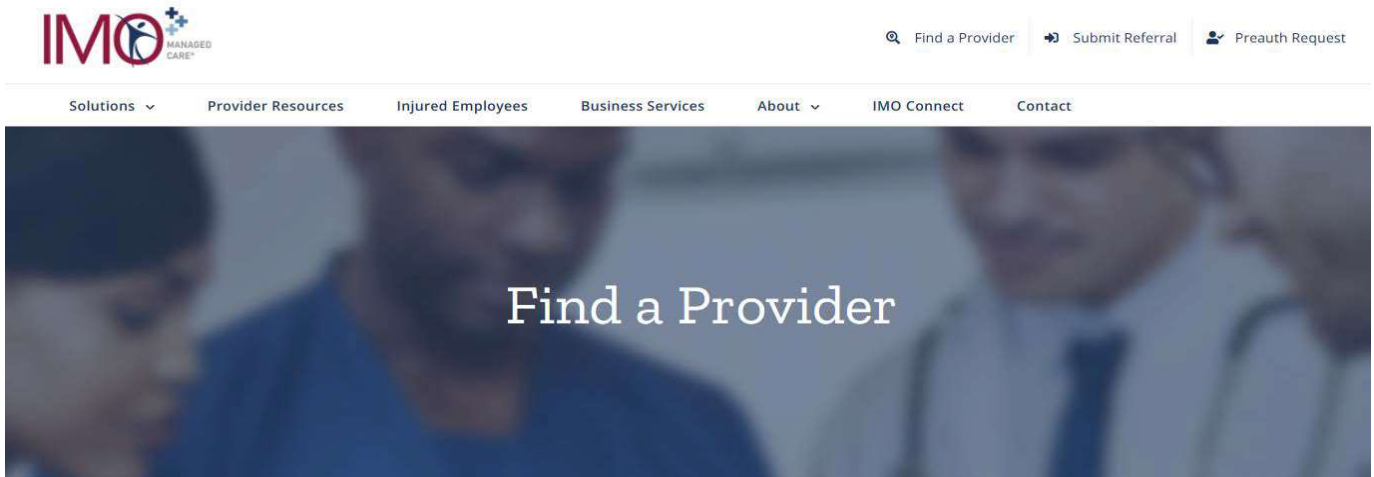 IMO
MANAGED
CARE®
Find a Provider
Submit Referral
Preauth Request
Solutions
Provider Resources
Injured Employees
Business Services
About
IMO Connect
Contact
Find a Provider